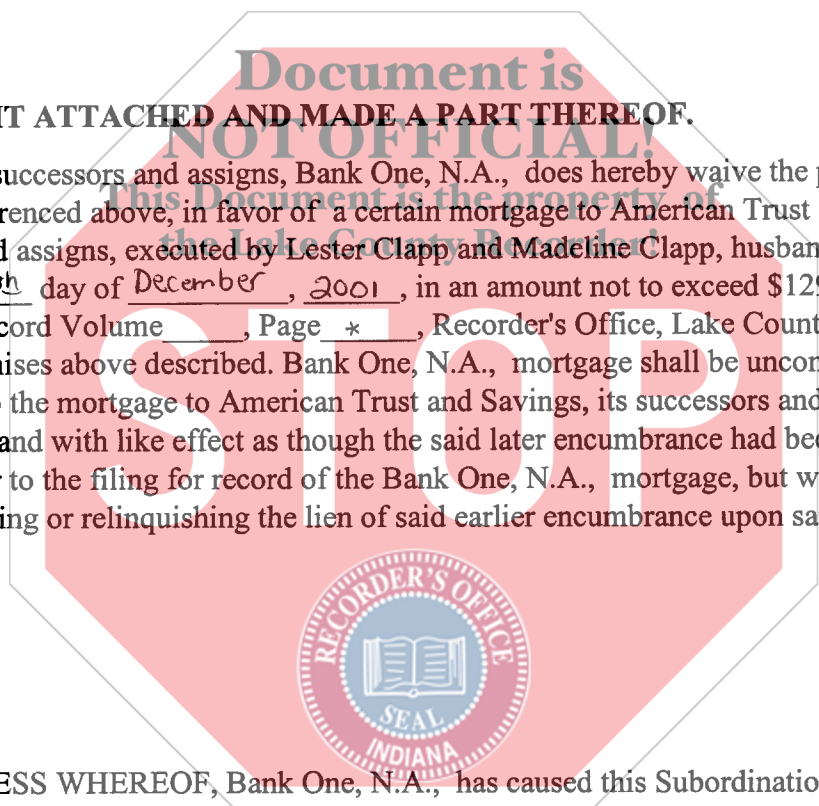 Document is
IT ATTACHED AND MADE A PART THEREOF.
NOT OFFICIAL!
successors and assigns, Bank One, N.A., does hereby waive the p
This Document is the property of
renced above, in favor of a certain mortgage to American Trust
the Lake County Recorder!
d assigns, executed by Lester Clapp and Madeline Clapp, husban
th day of December, 2001, in an amount not to exceed $129
cord Volume_____, Page * , Recorder's Office, Lake Count
nises above described. Bank One, N.A., mortgage shall be uncon
the mortgage to American Trust and Savings, its successors and
and with like effect as though the said later encumbrance had bee
r to the filing for record of the Bank One, N.A., mortgage, but w
ing or relinquishing the lien of said earlier encumbrance upon sa
STOP
RECORDER'S OFFICE
SEAL
INDIANA
ESS WHEREOF, Bank One, N.A., has caused this Subordinatio